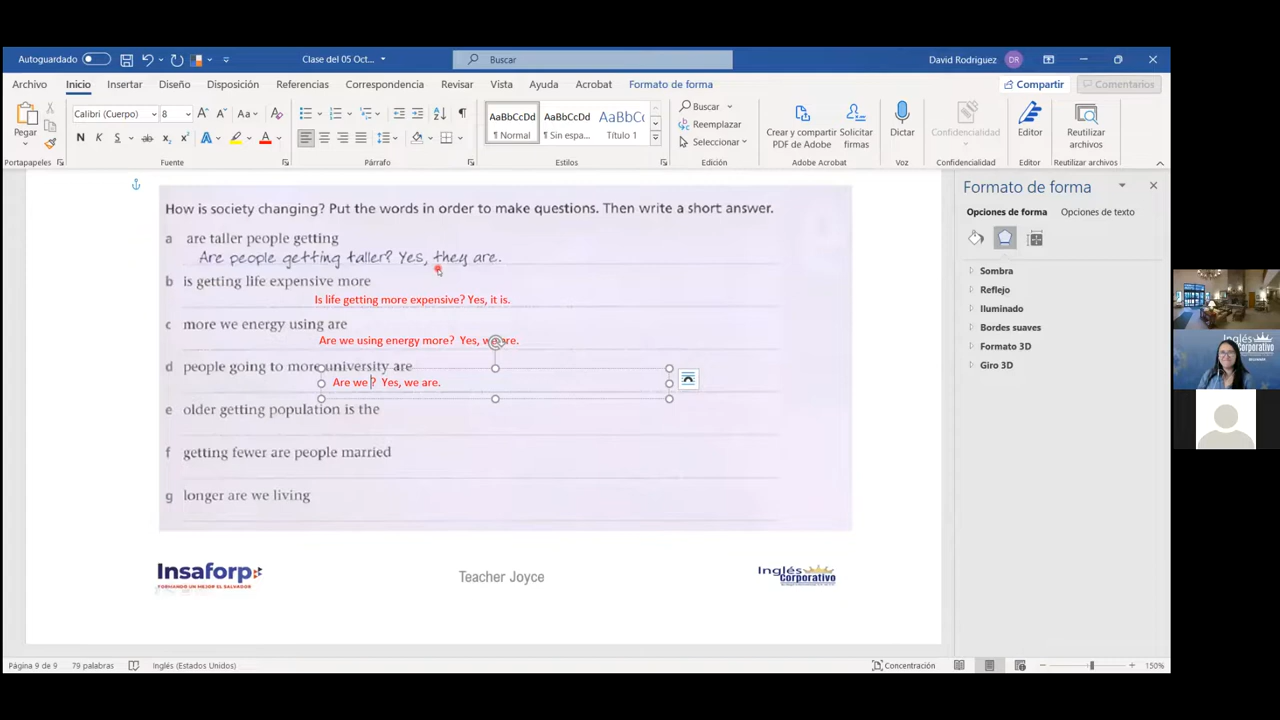 Autoguardado
Clase del 05 Oct...
Buscar
David Rodriguez
DR
Archivo Inicio Insertar Diseño Disposición Referencias Correspondencia Revisar Vista Ayuda Acrobat Formato de forma
Compartir Comentarios
Pegar
Calibri (Cuerpo) 8
N K S
AaBbCcDd AaBbCcDd AaBbCc
¶ Normal ¶ Sin espa... Título 1
Buscar
Reemplazar
Seleccionar
Crear y compartir PDF de Adobe
Solicitar firmas
Dictar
Confidencialidad
Editor
Reutilizar archivos
Portapapeles Fuente Párrafo Estilos Edición Adobe Acrobat Voz Confidencialidad Editor Reutilizar archivos
How is society changing? Put the words in order to make questions. Then write a short answer.
a are taller people getting
Are people getting taller? Yes, they are.
b is getting life expensive more
Is life getting more expensive? Yes, it is.
c more we energy using are
Are we using energy more? Yes, we are.
d people going to more university are
Are we ? Yes, we are.
e older getting population is the
f getting fewer are people married
g longer are we living
Insaforp
FORMANDO UN MEJOR EL SALVADOR
Teacher Joyce
Inglés Corporativo
Formato de forma
Opciones de forma Opciones de texto
Sombra
Reflejo
Iluminado
Bordes suaves
Formato 3D
Giro 3D
Inglés
Corporativo
Página 9 de 9 79 palabras Inglés (Estados Unidos) Concentración 150%